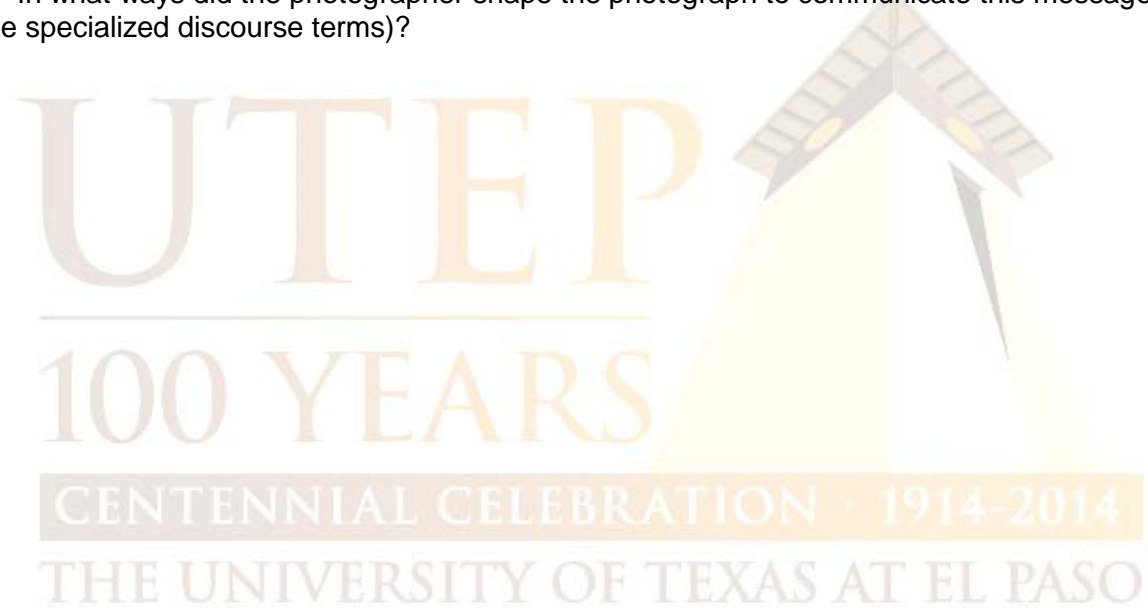 In what ways did the photographer shape the photograph to communicate this message
e specialized discourse terms)?
UTEP
100 YEARS
CENTENNIAL CELEBRATION · 1914-2014
THE UNIVERSITY OF TEXAS AT EL PASO